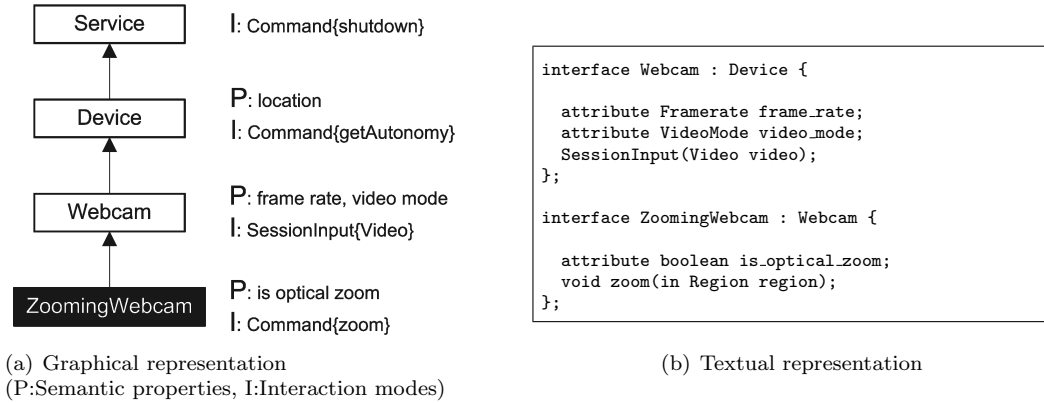 Service
I: Command{shutdown}
Device
P: location
I: Command{getAutonomy}
Webcam
P: frame rate, video mode
I: SessionInput{Video}
ZoomingWebcam
P: is optical zoom
I: Command{zoom}
(a) Graphical representation
(P:Semantic properties, I:Interaction modes)
interface Webcam : Device {
attribute Framerate frame_rate;
attribute VideoMode video_mode;
SessionInput(Video video);
};
interface ZoomingWebcam : Webcam {
attribute boolean is_optical_zoom;
void zoom(in Region region);
};
(b) Textual representation